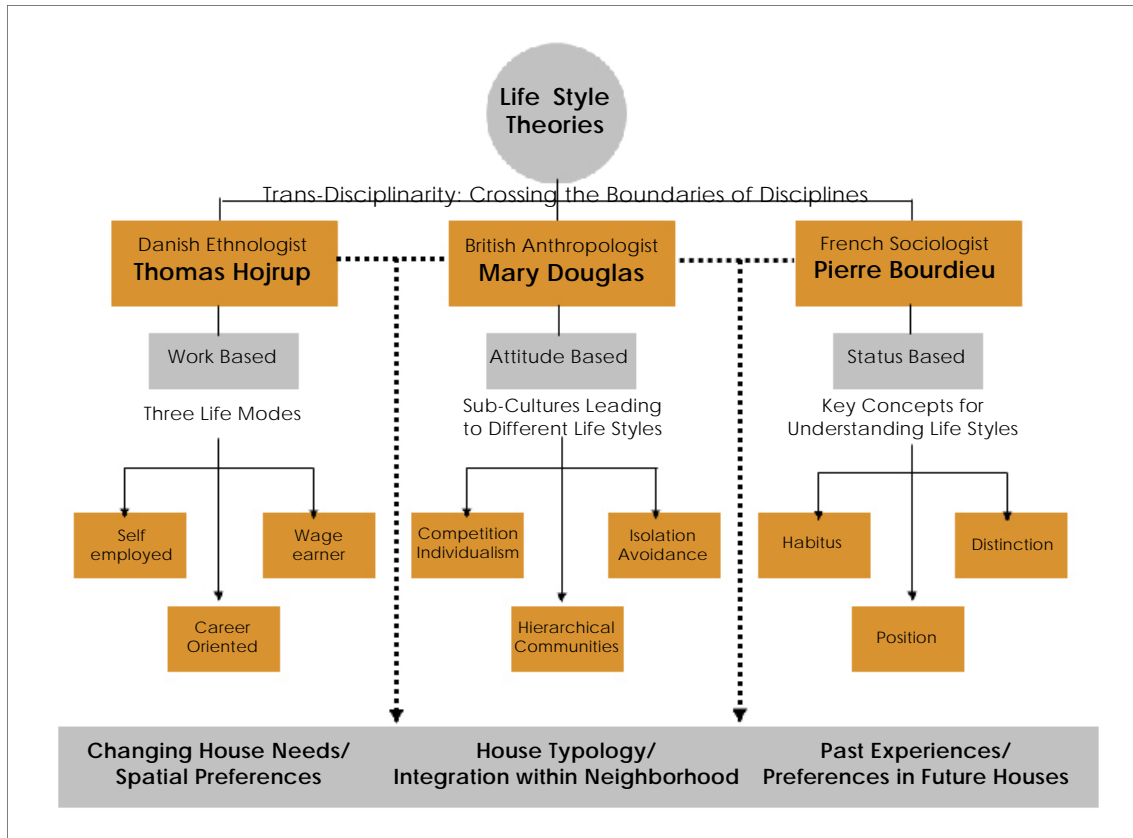 Life Style
Theories
Trans-Disciplinarity: Crossing the Boundaries of Disciplines
Danish Ethnologist
Thomas Hojrup
British Anthropologist
Mary Douglas
French Sociologist
Pierre Bourdieu
Work Based
Attitude Based
Status Based
Three Life Modes
Sub-Cultures Leading
to Different Life Styles
Key Concepts for
Understanding Life Styles
Self
employed
Wage
earner
Career
Oriented
Competition
Individualism
Isolation
Avoidance
Hierarchical
Communities
Habitus
Distinction
Position
Changing House Needs/
Spatial Preferences
House Typology/
Integration within Neighborhood
Past Experiences/
Preferences in Future Houses